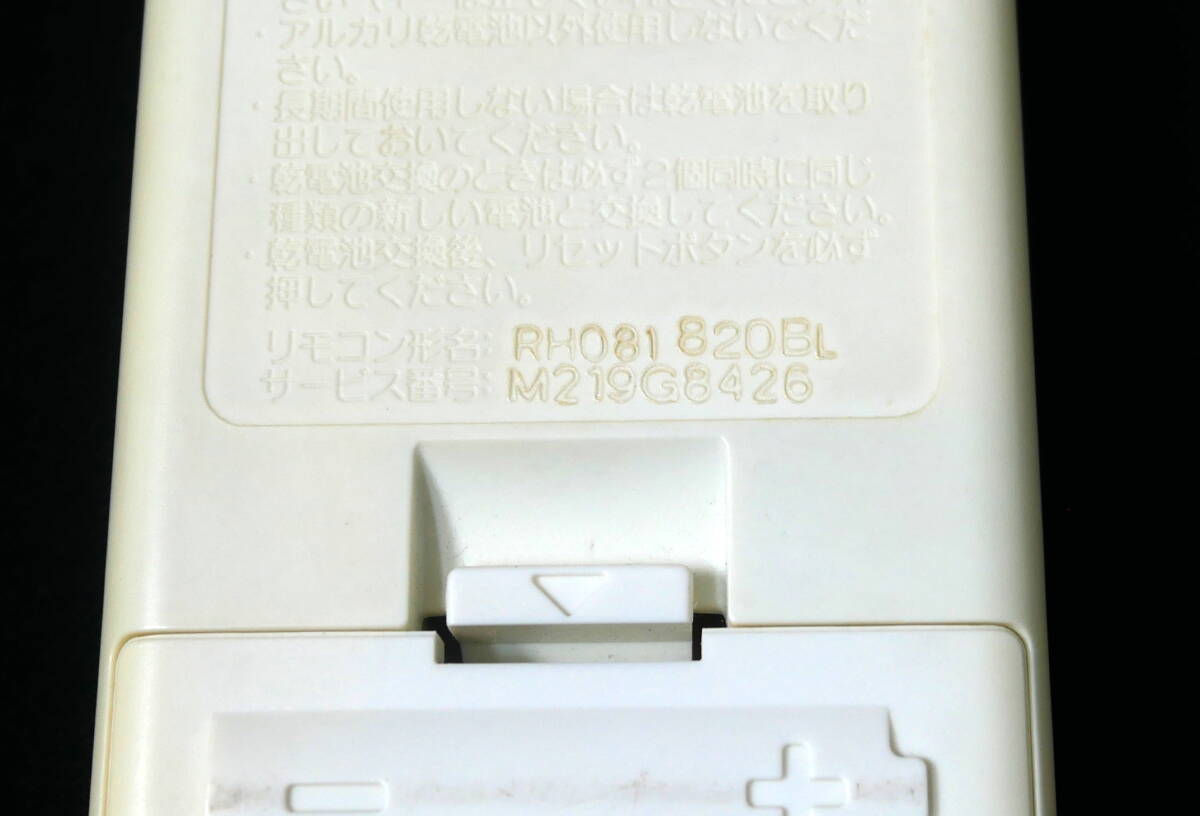 ・アルカリ乾電池以外使用しないでくだ
さい。
・長期間使用しない場合は乾電池を取り
出しておいてください。
・乾電池交換のときは必ず2個同時に同じ
種類の新しい電池と交換してください。
・乾電池交換後、リセットボタンを必ず
押してください。
リモコン形名: RH081 820BL
サービス番号: M219G8426